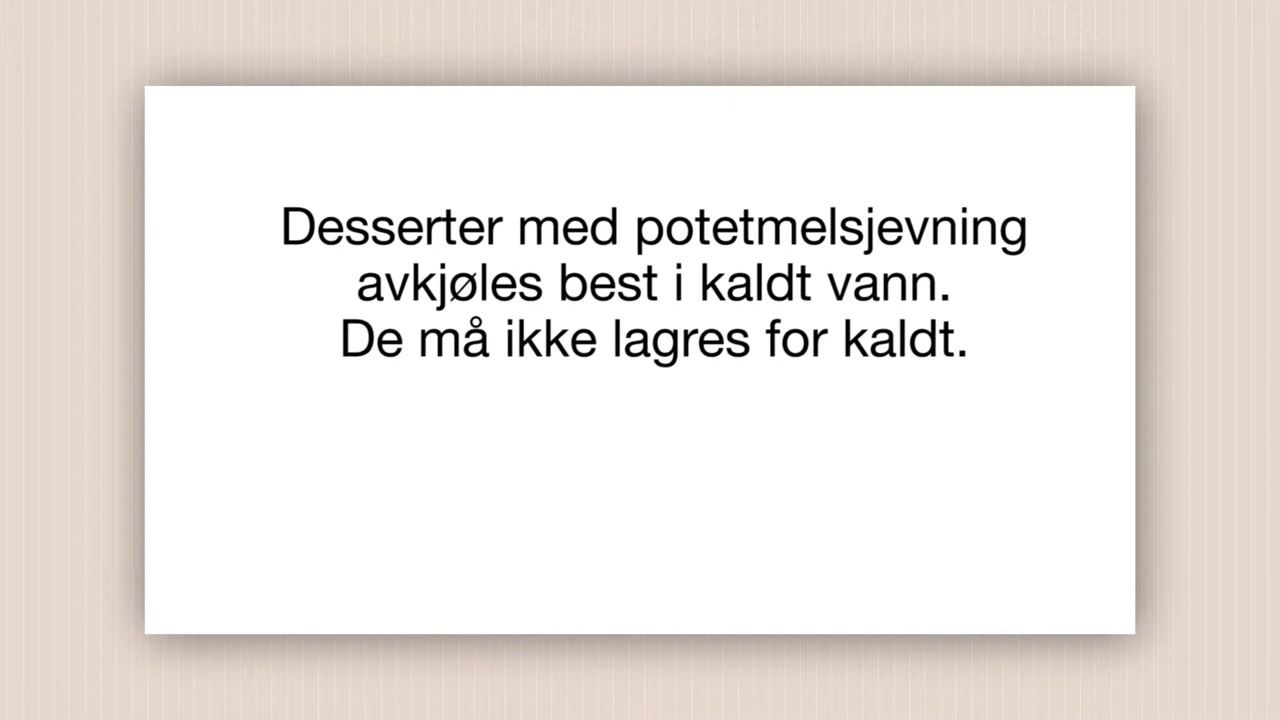 Desserter med potetmelsjevning
avkjøles best i kaldt vann.
De må ikke lagres for kaldt.